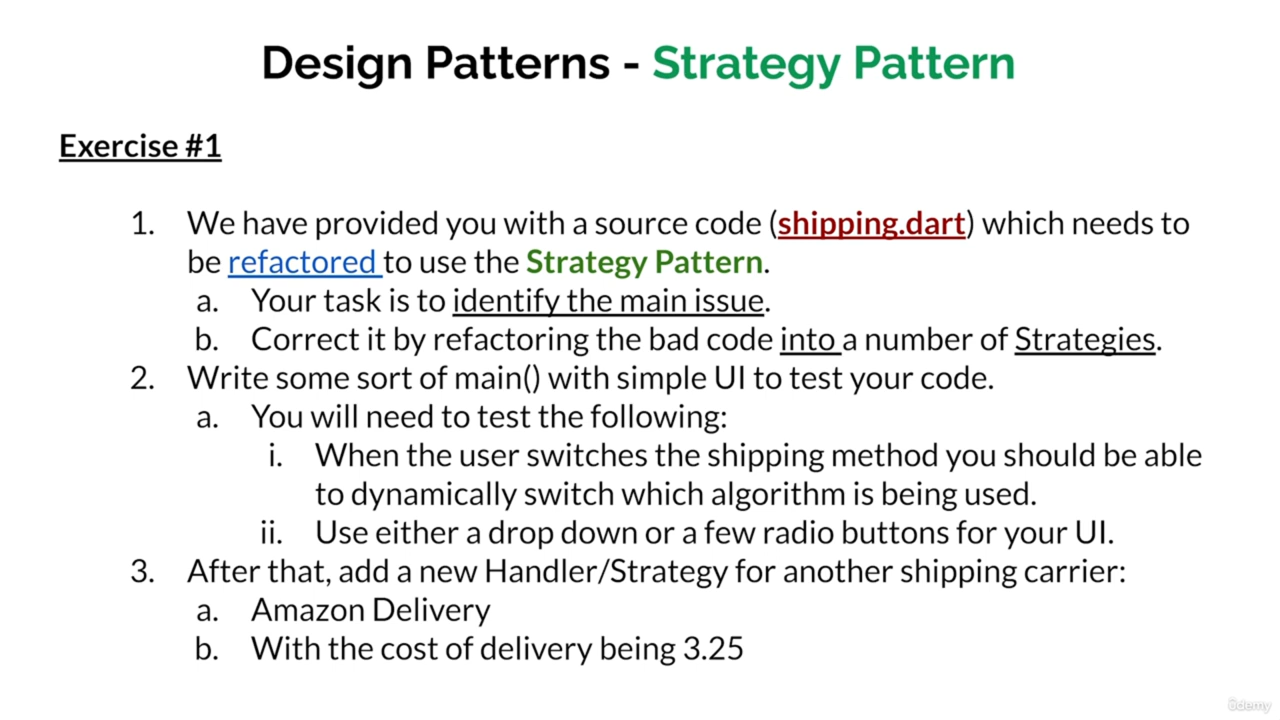 Design Patterns - Strategy Pattern
Exercise #1
1. We have provided you with a source code (shipping.dart) which needs to
be refactored to use the Strategy Pattern.
a. Your task is to identify the main issue.
b. Correct it by refactoring the bad code into a number of Strategies.
2. Write some sort of main() with simple UI to test your code.
a. You will need to test the following:
i. When the user switches the shipping method you should be able
to dynamically switch which algorithm is being used.
ii. Use either a drop down or a few radio buttons for your UI.
3. After that, add a new Handler/Strategy for another shipping carrier:
a. Amazon Delivery
b. With the cost of delivery being 3.25
ûdemy